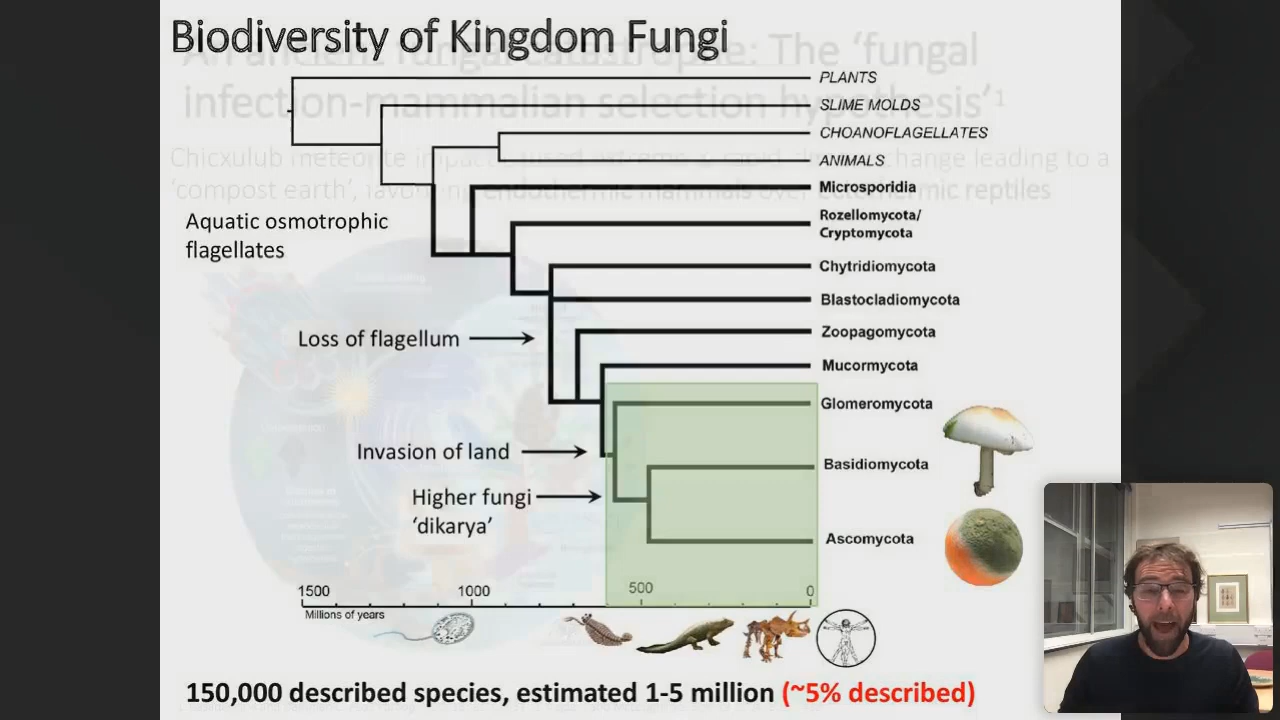 Biodiversity of Kingdom Fungi
An ancient fungal catastrophe: The ‘fungal
infection-mammalian selection hypothesis’1
PLANTS
SLIME MOLDS
CHOANOFLAGELLATES
ANIMALS
Chicxulub meteorite impact caused extreme & rapid climate change leading to a
‘compost earth’, favoring endothermic mammals over ectothermic reptiles
Microsporidia
Rozellomycota/
Cryptomycota
Aquatic osmotrophic
flagellates
Chytridiomycota
Blastocladiomycota
Loss of flagellum
Zoopagomycota
Mucormycota
Glomeromycota
Invasion of land
Basidiomycota
Higher fungi
‘dikarya’
Ascomycota
1500 1000 500 0
Millions of years
150,000 described species, estimated 1-5 million (~5% described)